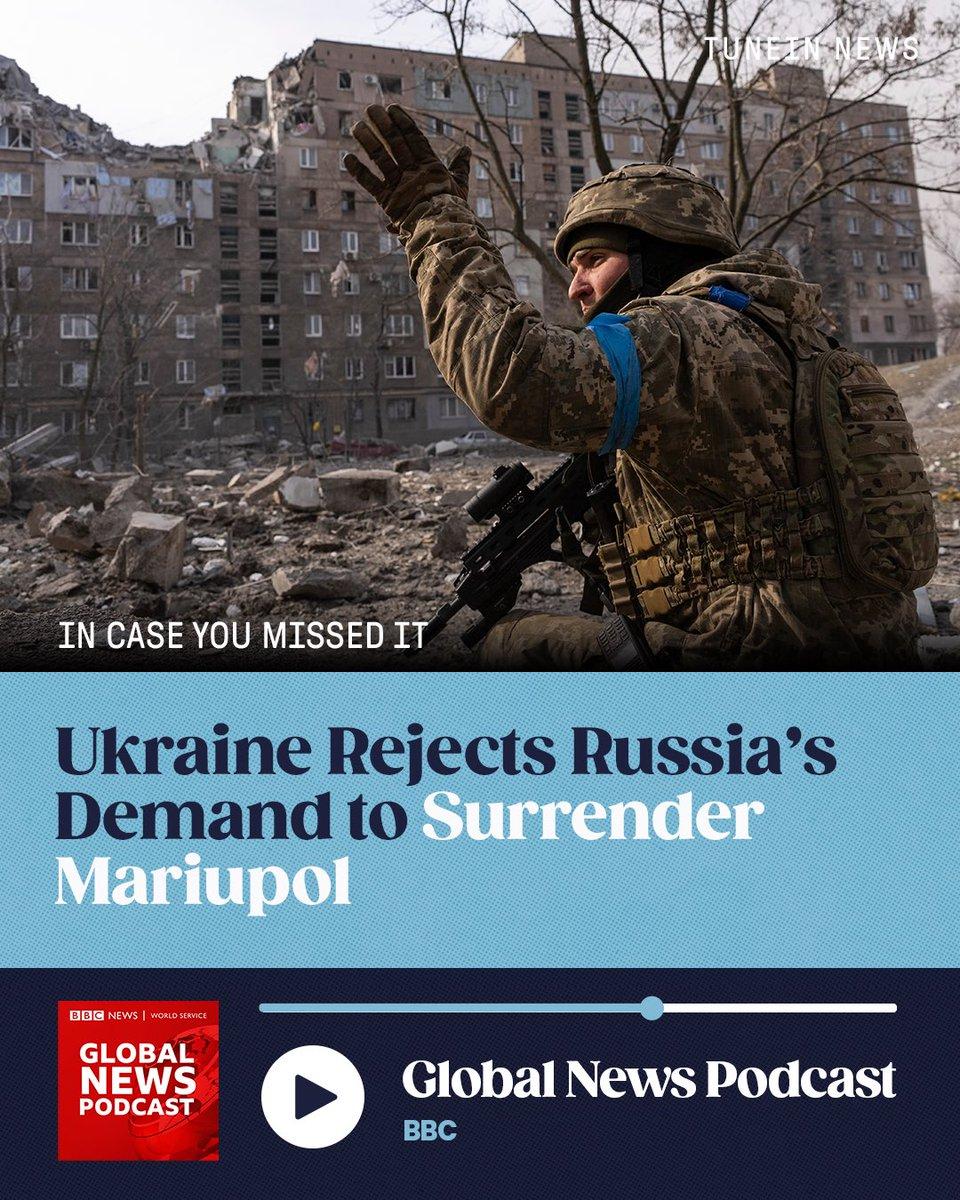 TUNEIN NEWS
IN CASE YOU MISSED IT
Ukraine Rejects Russia’s
Demand to Surrender
Mariupol
BBC NEWS | WORLD SERVICE
GLOBAL
NEWS
PODCAST
Global News Podcast
BBC